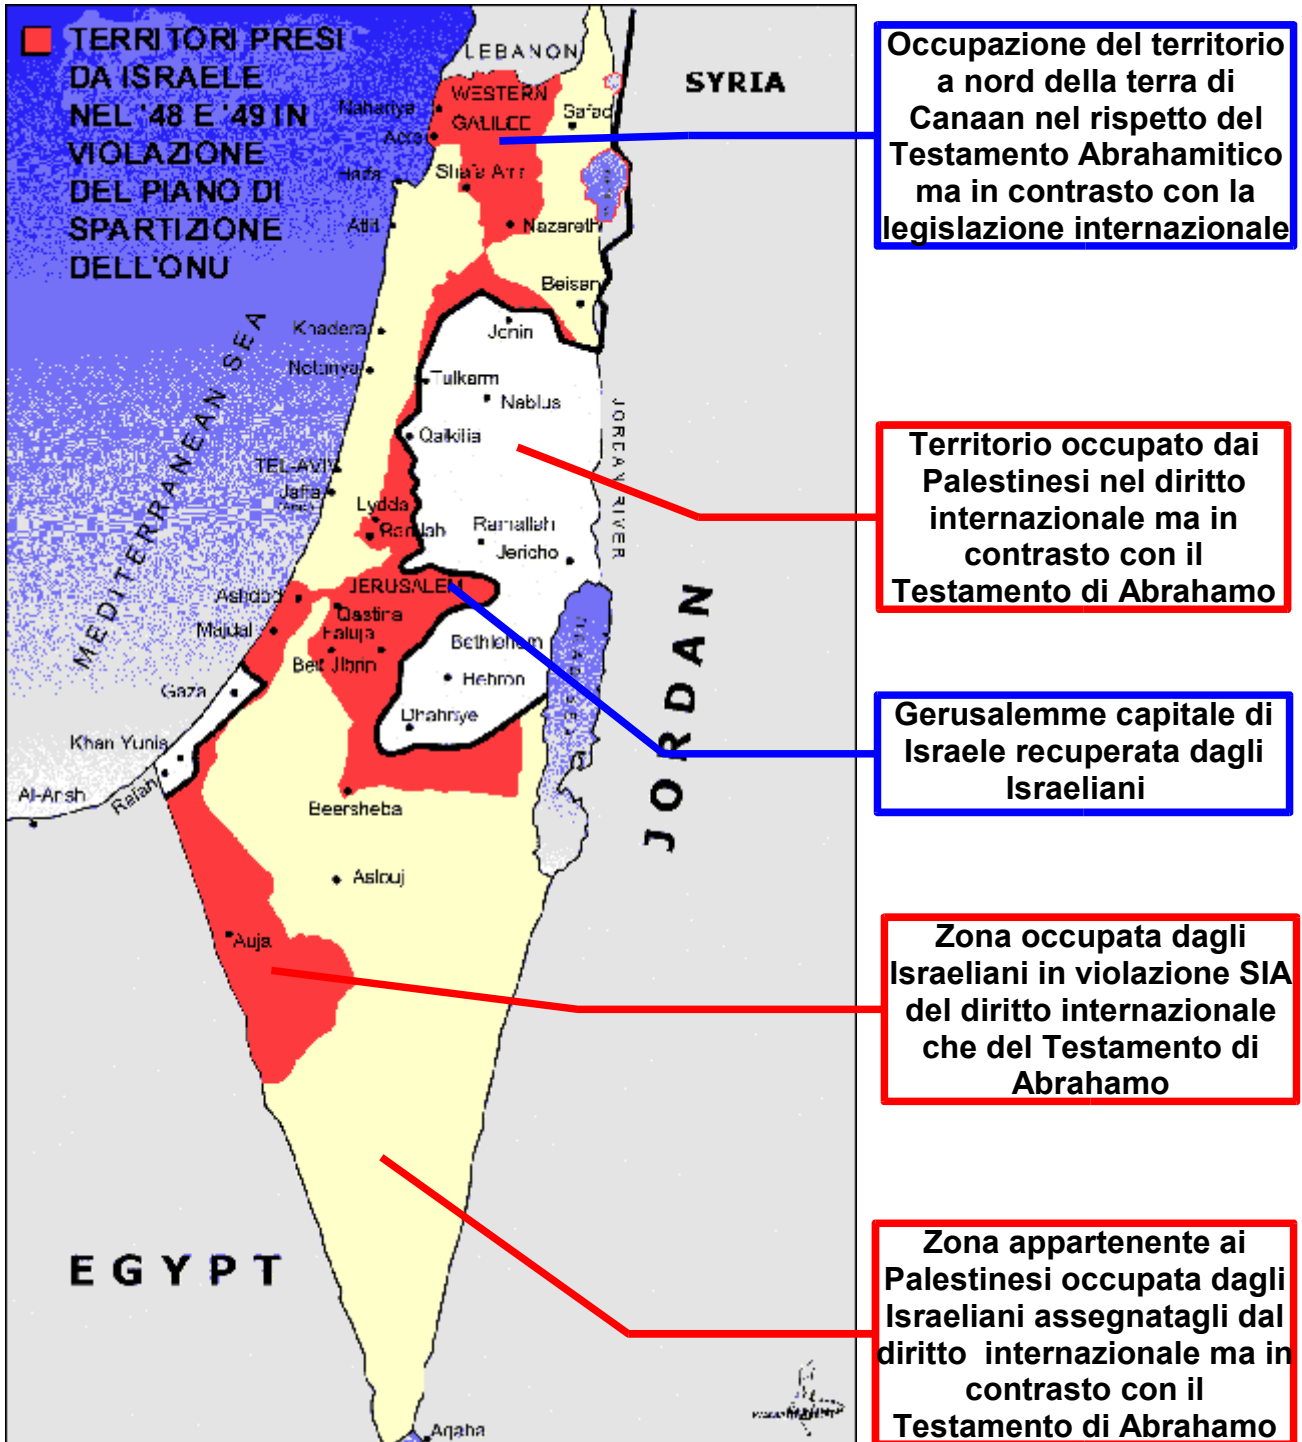 TERRITORI PRESI
DA ISRAELE
NEL '48 E '49 IN
VIOLAZIONE
DEL PIANO DI
SPARTIZIONE
DELL'ONU
LEBANON
SYRIA
WESTERN
GALILEE
Nahariya
Acre
Safad
Haifa
Shafa Amr
Atlit
Nazareth
Beisan
MEDITERRANEAN SEA
Khadera
Jenin
Netanya
Tulkarm
Nablus
Qalkilia
JORDAN RIVER
TEL-AVIV
Jaffa
Lydda
Ramlah
Ramallah
Jericho
JERUSALEM
Ashdod
Qastina
Majdal
Faluja
Beit Jibrin
Bethlehem
DEAD SEA
Gaza
Hebron
Dhahriye
JORDAN
Khan Yunis
Al-Arish
Rafah
Beersheba
Aslouj
Auja
EGYPT
Aqaba
Occupazione del territorio
a nord della terra di
Canaan nel rispetto del
Testamento Abrahamitico
ma in contrasto con la
legislazione internazionale
Territorio occupato dai
Palestinesi nel diritto
internazionale ma in
contrasto con il
Testamento di Abrahamo
Gerusalemme capitale di
Israele recuperata dagli
Israeliani
Zona occupata dagli
Israeliani in violazione SIA
del diritto internazionale
che del Testamento di
Abrahamo
Zona appartenente ai
Palestinesi occupata dagli
Israeliani assegnatagli dal
diritto internazionale ma in
contrasto con il
Testamento di Abrahamo